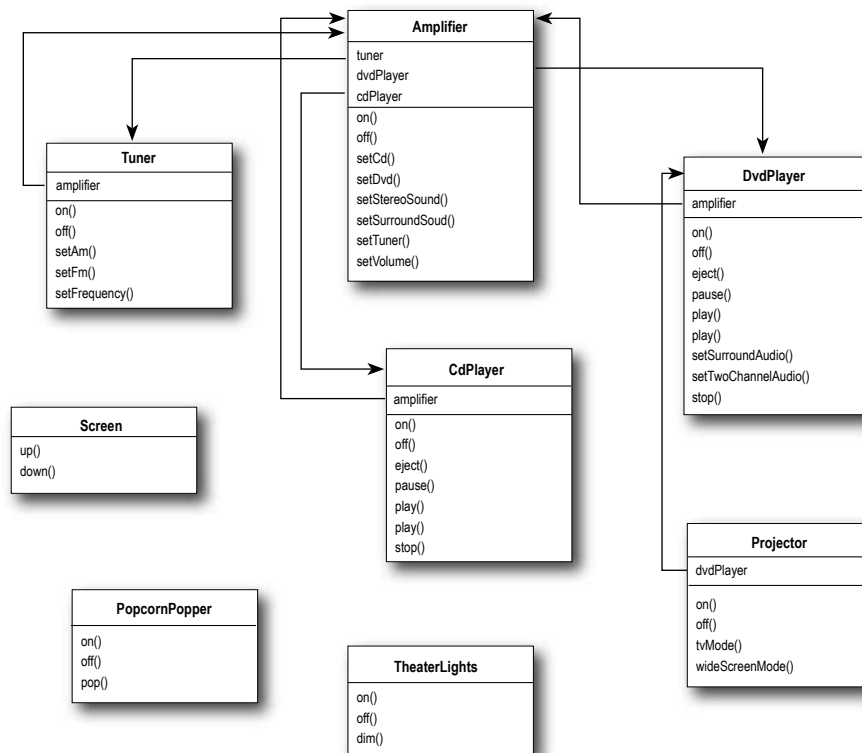 Amplifier
tuner
dvdPlayer
cdPlayer
on()
off()
setCd()
setDvd()
setStereoSound()
setSurroundSoud()
setTuner()
setVolume()
Tuner
amplifier
on()
off()
setAm()
setFm()
setFrequency()
DvdPlayer
amplifier
on()
off()
eject()
pause()
play()
play()
setSurroundAudio()
setTwoChannelAudio()
stop()
CdPlayer
amplifier
on()
off()
eject()
pause()
play()
play()
stop()
Screen
up()
down()
Projector
dvdPlayer
on()
off()
tvMode()
wideScreenMode()
PopcornPopper
on()
off()
pop()
TheaterLights
on()
off()
dim()